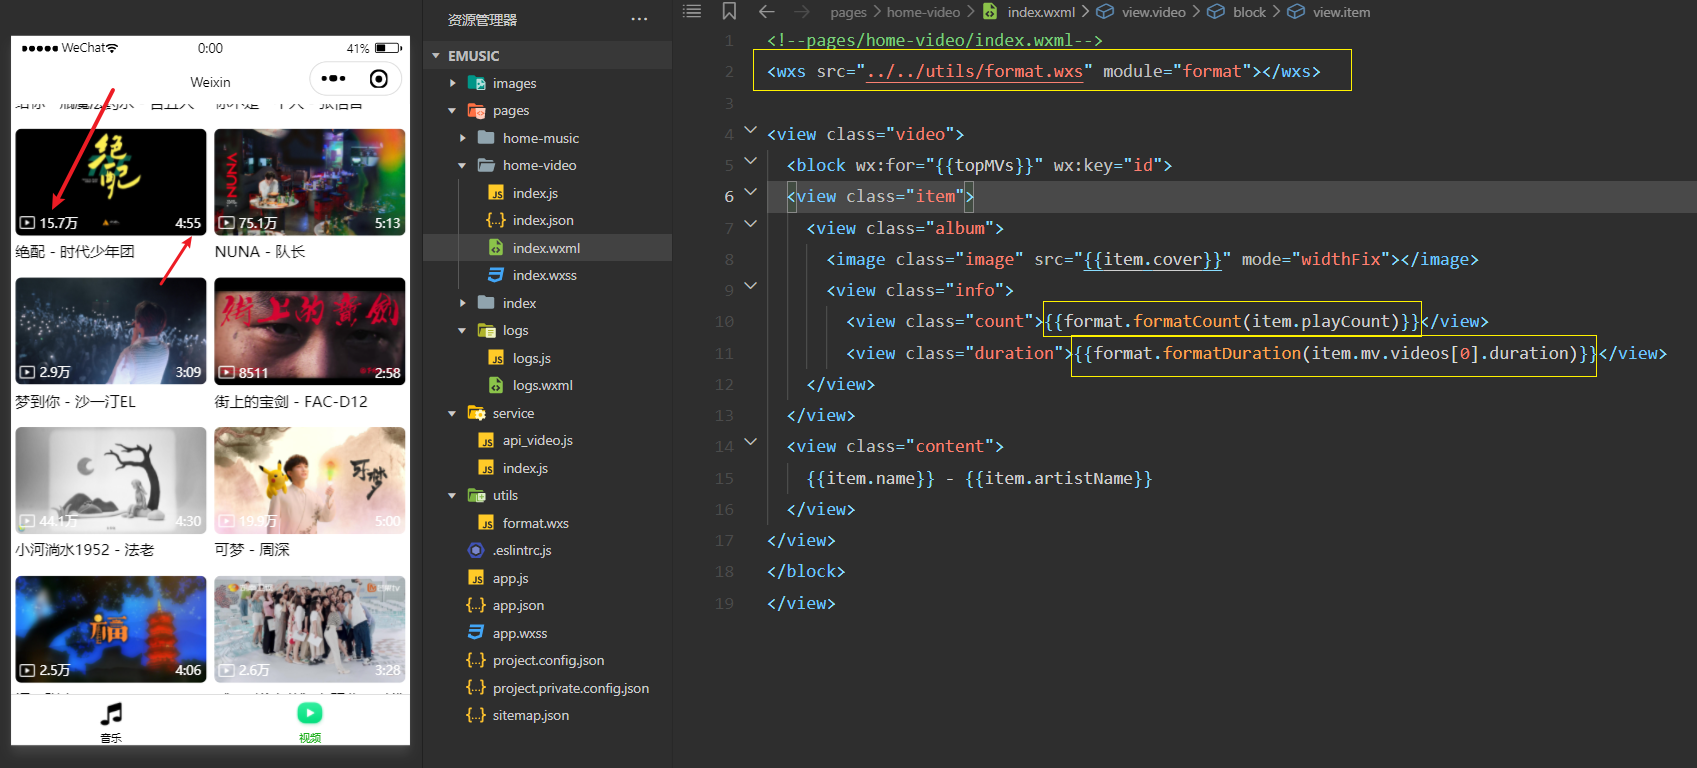 WeChat
0:00
41%
Weixin
绝配
15.7万
4:55
绝配 - 时代少年团
NUNA
75.1万
5:13
NUNA - 队长
2.9万
3:09
梦到你 - 沙一汀EL
街上的宝剑
8511
2:58
街上的宝剑 - FAC-D12
44.1万
4:30
小河淌水1952 - 法老
可梦
19.9万
5:00
可梦 - 周深
福
2.5万
4:06
2.6万
3:28
音乐
视频
资源管理器
EMUSIC
images
pages
home-music
home-video
index.js
index.json
index.wxml
index.wxss
index
logs
logs.js
logs.wxml
service
api_video.js
index.js
utils
format.wxs
.eslintrc.js
app.js
app.json
app.wxss
project.config.json
project.private.config.json
sitemap.json
pages > home-video > index.wxml > view.video > block > view.item
1 <!--pages/home-video/index.wxml-->
2 <wxs src="../../utils/format.wxs" module="format"></wxs>
3
4 <view class="video">
5 <block wx:for="{{topMVs}}" wx:key="id">
6 <view class="item">
7 <view class="album">
8 <image class="image" src="{{item.cover}}" mode="widthFix"></image>
9 <view class="info">
10 <view class="count">{{format.formatCount(item.playCount)}}</view>
11 <view class="duration">{{format.formatDuration(item.mv.videos[0].duration)}}</view>
12 </view>
13 </view>
14 <view class="content">
15 {{item.name}} - {{item.artistName}}
16 </view>
17 </view>
18 </block>
19 </view>